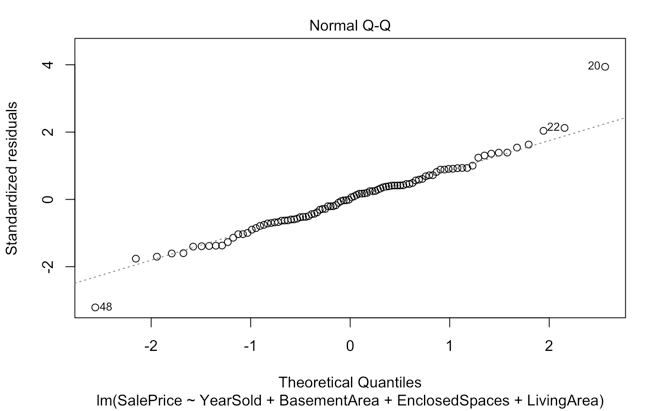 Normal Q-Q
20
22
48
4
2
0
-2
Standardized residuals
-2 -1 0 1 2
Theoretical Quantiles
lm(SalePrice ~ YearSold + BasementArea + EnclosedSpaces + LivingArea)